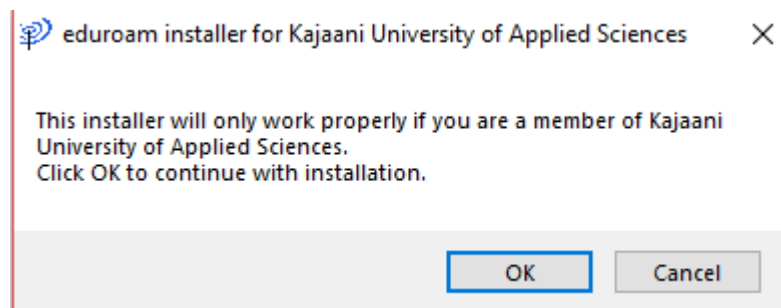 eduroam installer for Kajaani University of Applied Sciences
This installer will only work properly if you are a member of Kajaani
University of Applied Sciences.
Click OK to continue with installation.
OK Cancel